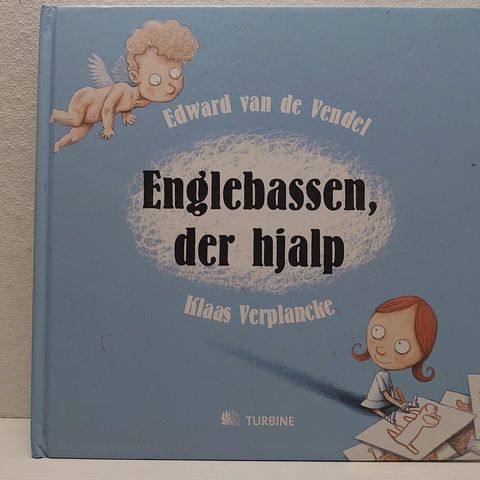 Edward van de Vendel
Englebassen,
der hjalp
Klaas Verplancke
TURBINE